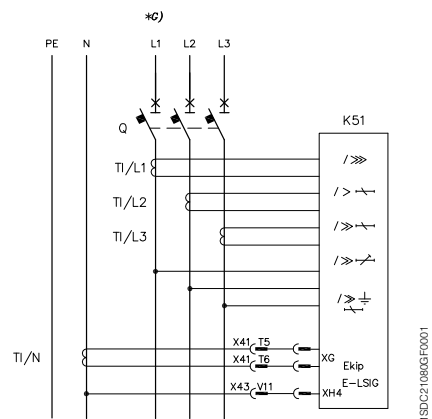 *G)
PE N L1 L2 L3
Q
K51
TI/L1
TI/L2
TI/L3
X41 T5
X41 T6
XG
TI/N
Ekip
E-LSIG
X43 V11
XH4
1SDC21080GF0001